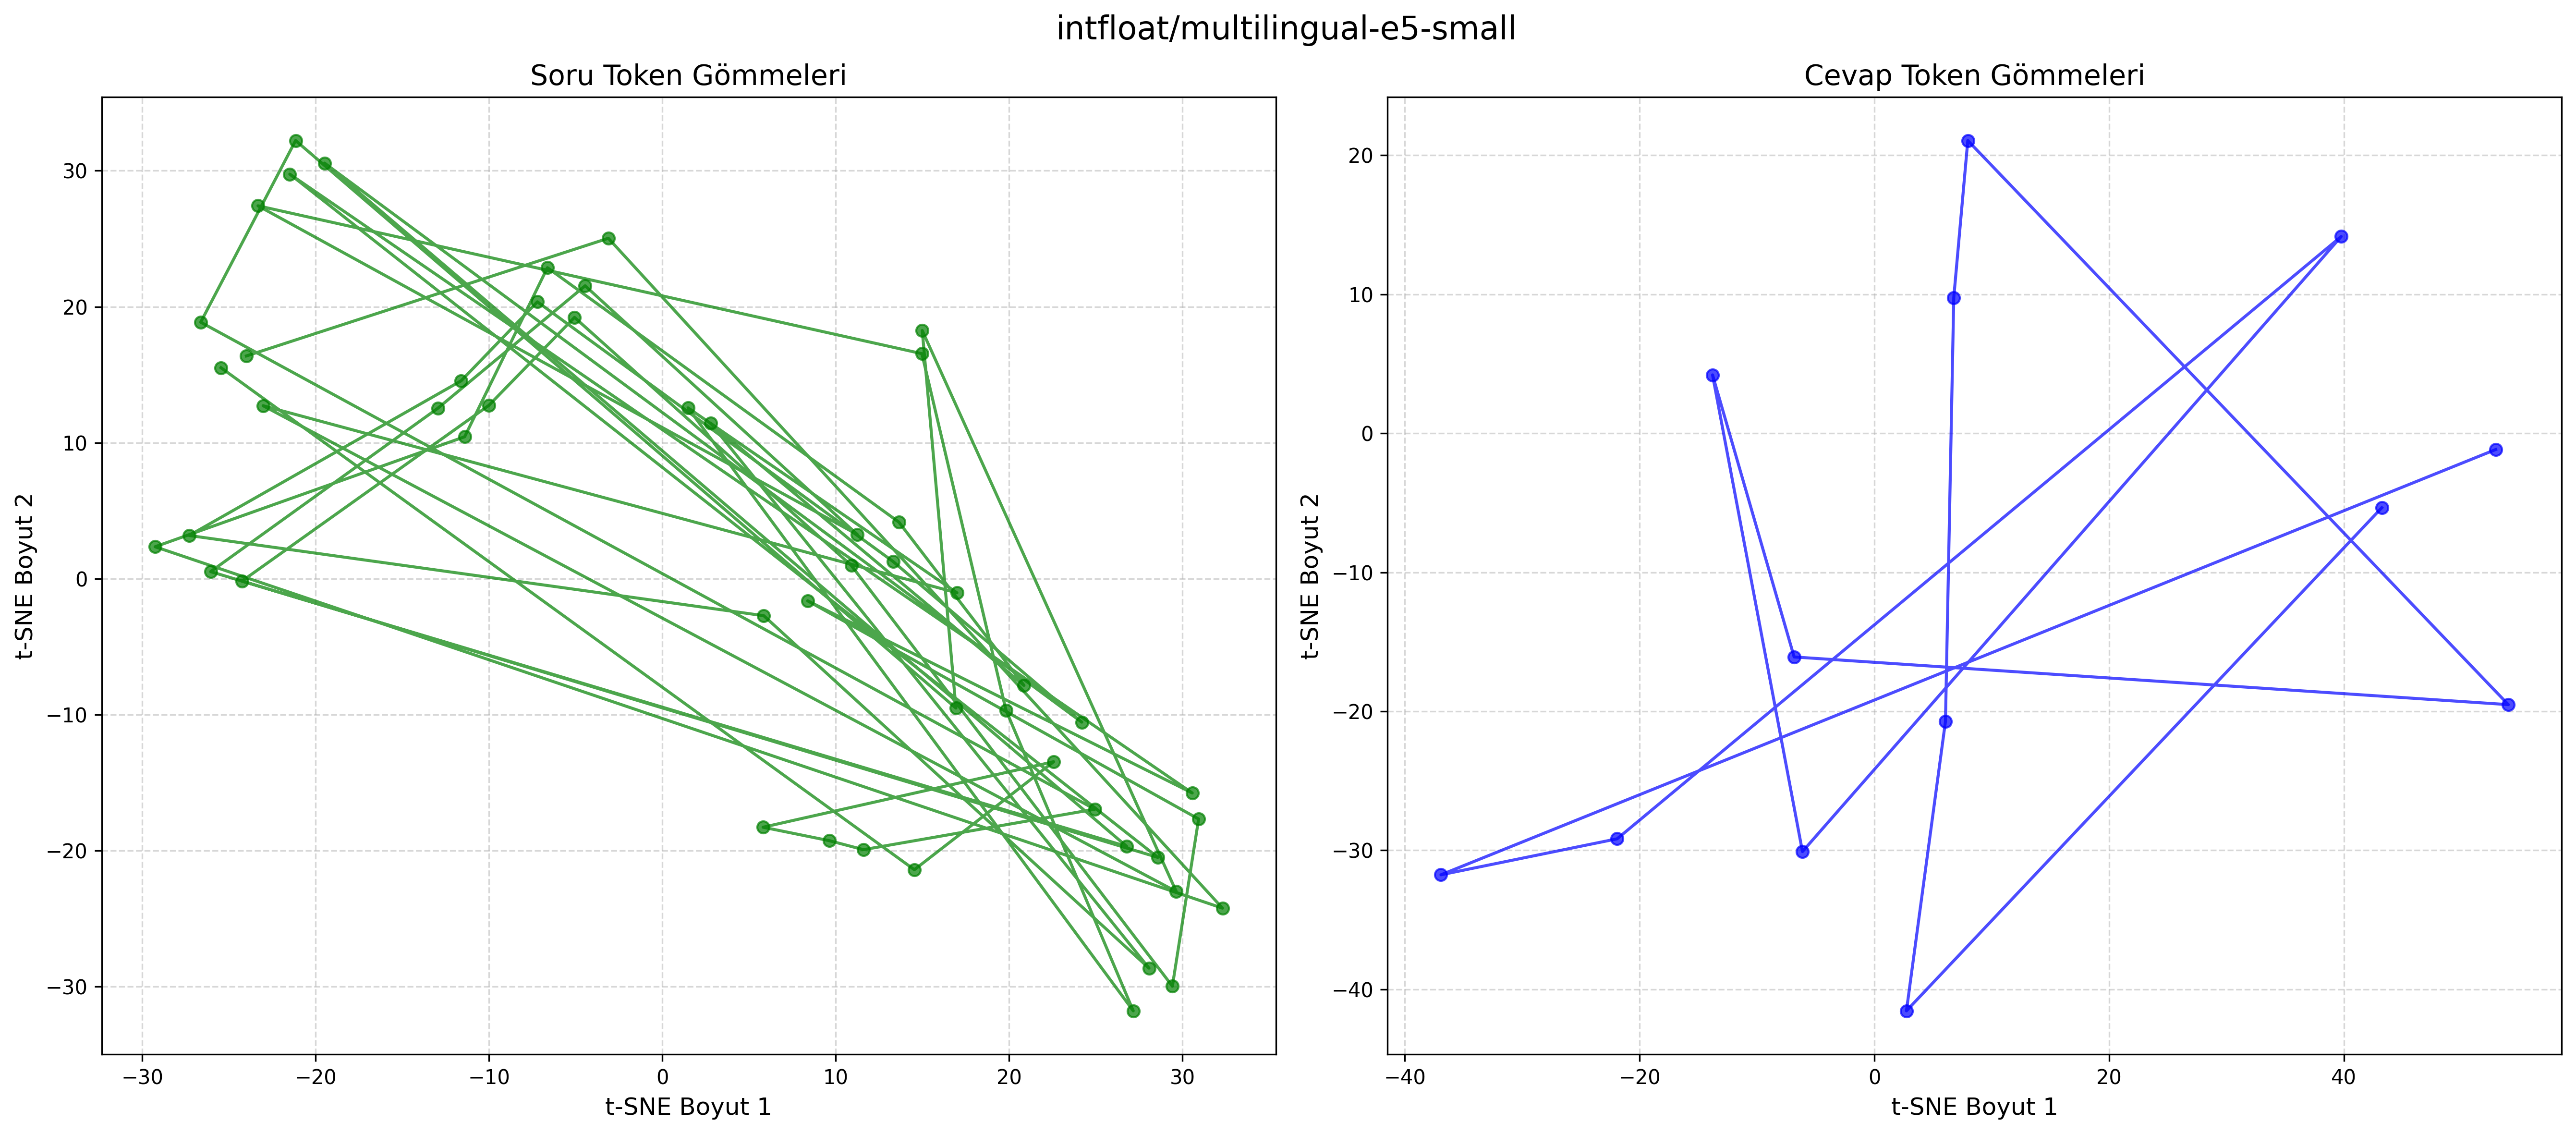 intfloat/multilingual-e5-small
Soru Token Gömmeleri
30
20
10
0
−10
−20
−30
t-SNE Boyut 2
−30 −20 −10 0 10 20 30
t-SNE Boyut 1
Cevap Token Gömmeleri
20
10
0
−10
−20
−30
−40
t-SNE Boyut 2
−40 −20 0 20 40
t-SNE Boyut 1